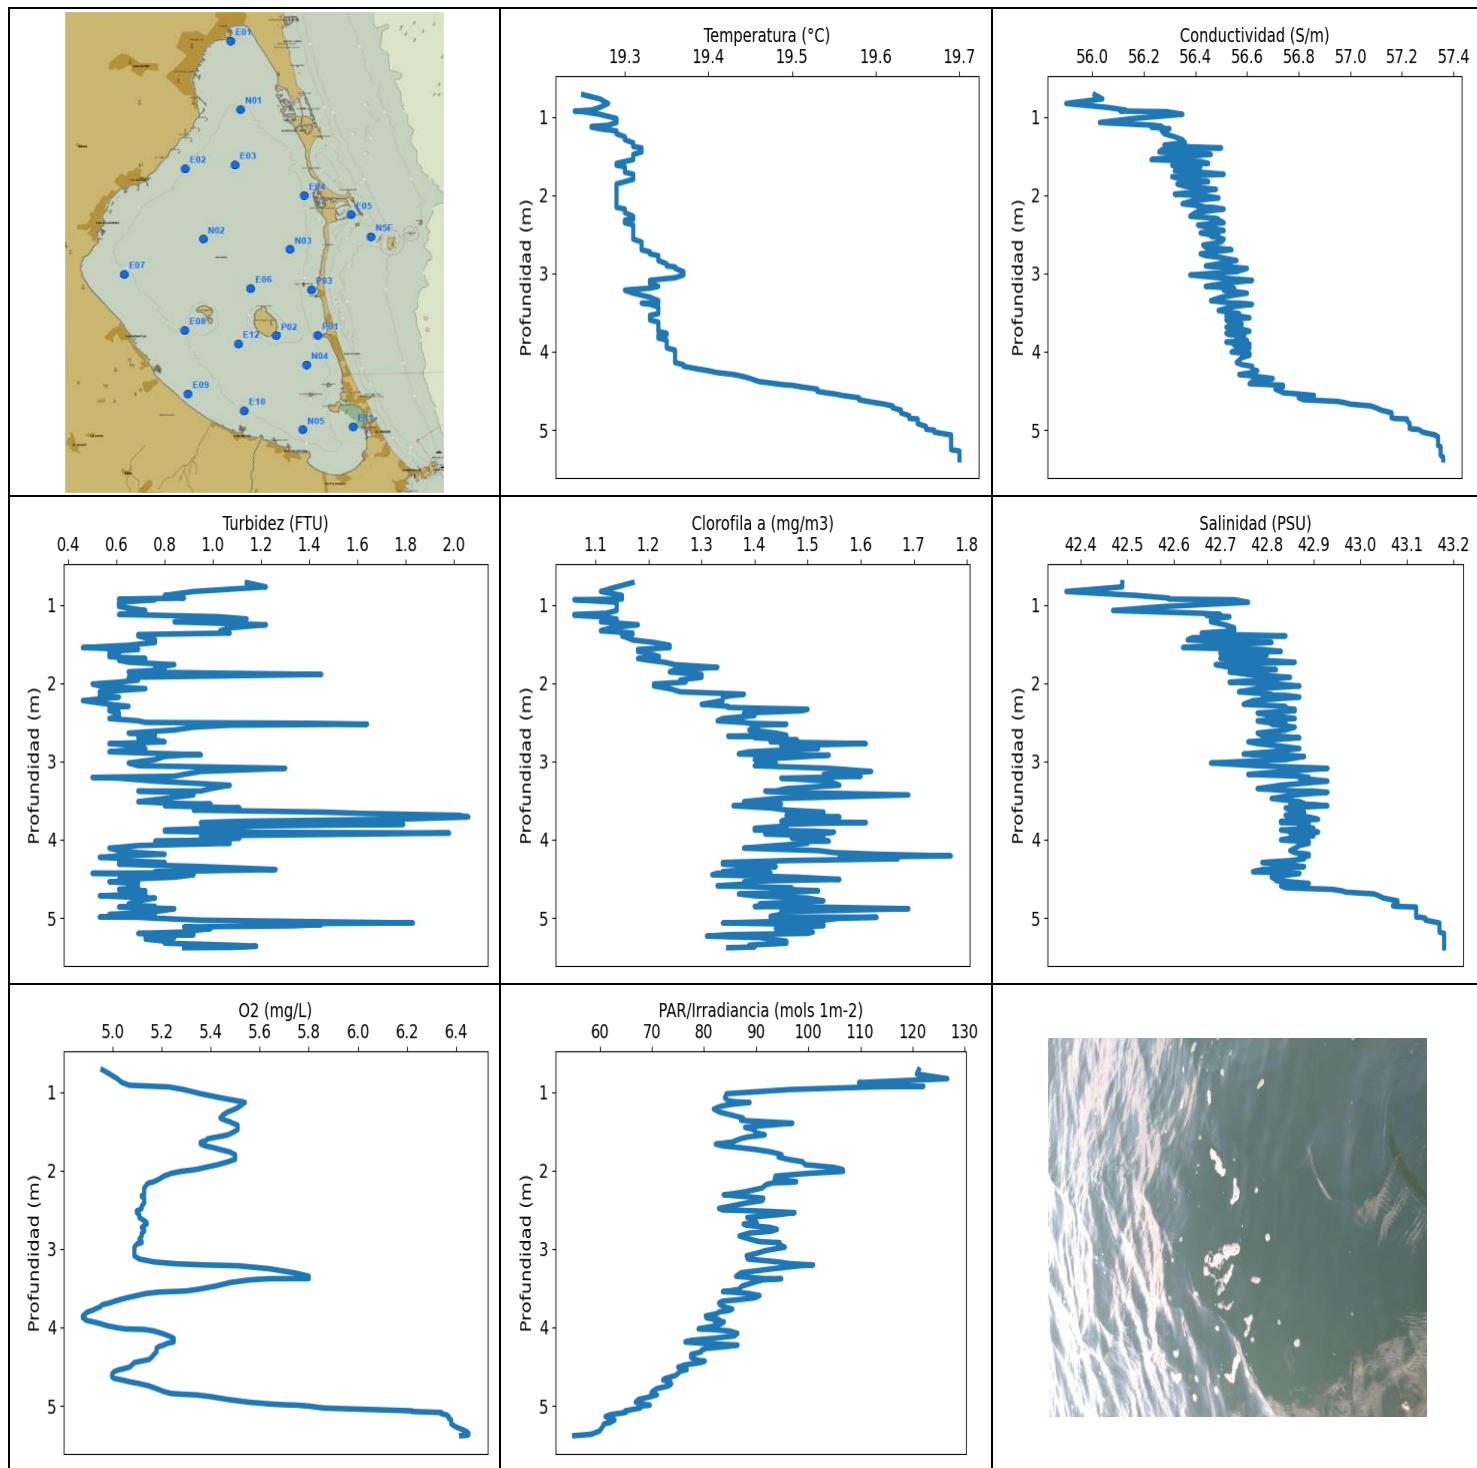 E01
N01
E02
E03
E04
E05
N5F
N02
N03
E07
E06
P03
E08
P02
P01
E12
N04
E09
E10
N05
E11
Temperatura (°C)
19.3 19.4 19.5 19.6 19.7
Profundidad (m)
1
2
3
4
5
Conductividad (S/m)
56.0 56.2 56.4 56.6 56.8 57.0 57.2 57.4
Profundidad (m)
1
2
3
4
5
Turbidez (FTU)
0.4 0.6 0.8 1.0 1.2 1.4 1.6 1.8 2.0
Profundidad (m)
1
2
3
4
5
Clorofila a (mg/m3)
1.1 1.2 1.3 1.4 1.5 1.6 1.7 1.8
Profundidad (m)
1
2
3
4
5
Salinidad (PSU)
42.4 42.5 42.6 42.7 42.8 42.9 43.0 43.1 43.2
Profundidad (m)
1
2
3
4
5
O2 (mg/L)
5.0 5.2 5.4 5.6 5.8 6.0 6.2 6.4
Profundidad (m)
1
2
3
4
5
PAR/Irradiancia (mols 1m-2)
60 70 80 90 100 110 120 130
Profundidad (m)
1
2
3
4
5